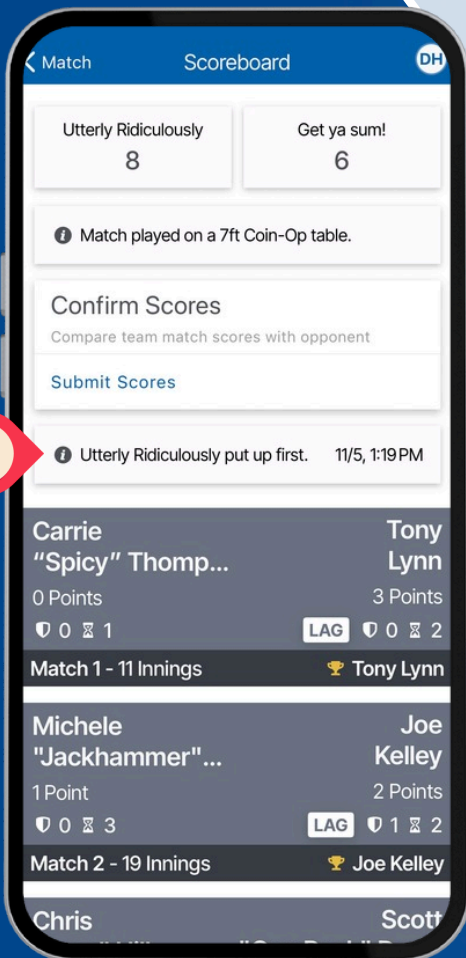 Match Scoreboard DH
Utterly Ridiculously Get ya sum!
8 6
Match played on a 7ft Coin-Op table.
Confirm Scores
Compare team match scores with opponent
Submit Scores
Utterly Ridiculously put up first. 11/5, 1:19 PM
Carrie Tony
“Spicy” Thomp... Lynn
0 Points 3 Points
0 1 LAG 0 2
Match 1 - 11 Innings Tony Lynn
Michele Joe
"Jackhammer"... Kelley
1 Point 2 Points
0 3 LAG 1 2
Match 2 - 19 Innings Joe Kelley
Chris Scott